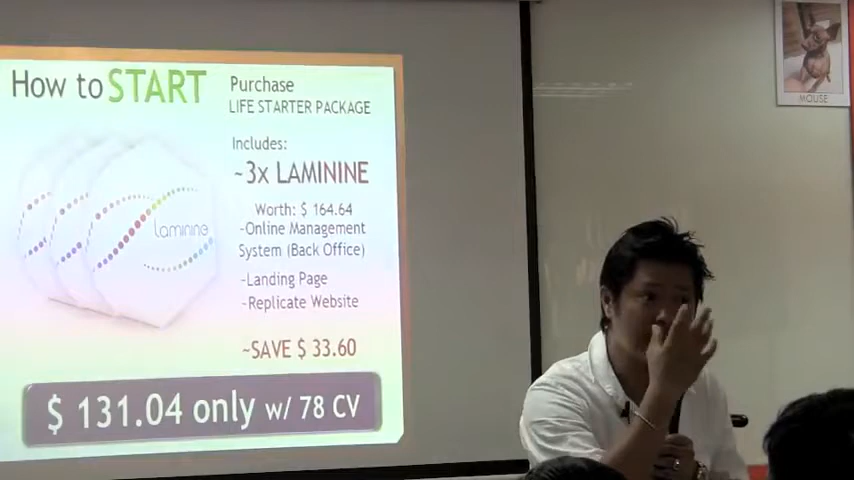 How to START
Purchase
LIFE STARTER PACKAGE
Includes:
~3x LAMININE
Worth: $ 164.64
-Online Management
System (Back Office)
-Landing Page
-Replicate Website
~SAVE $ 33.60
Laminine
$ 131.04 only w/ 78 CV
MOUSE